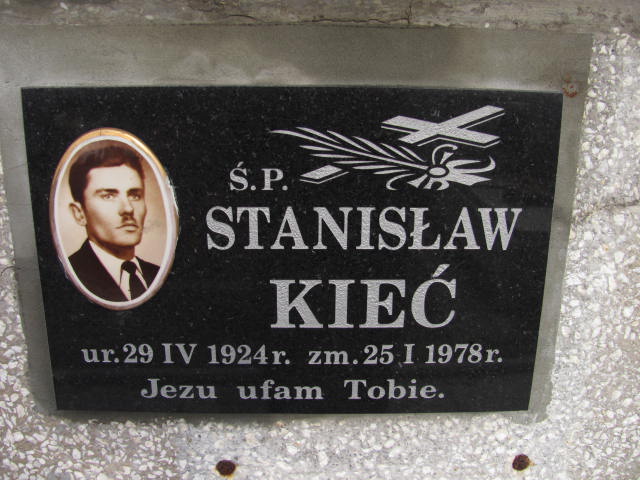 Ś.P.
STANISŁAW
KIEĆ
ur. 29 IV 1924 r. zm. 25 I 1978 r.
Jezu ufam Tobie.